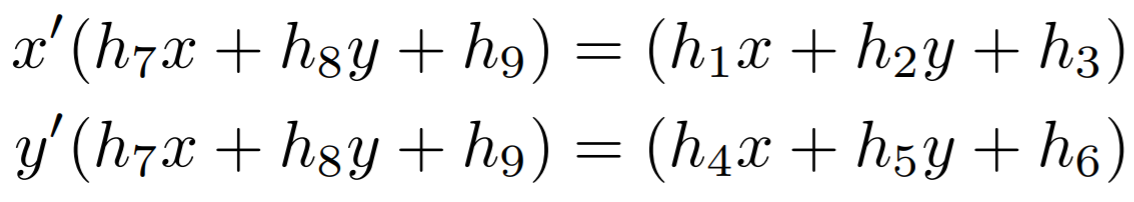 x′(h₇x + h₈y + h₉) = (h₁x + h₂y + h₃)
y′(h₇x + h₈y + h₉) = (h₄x + h₅y + h₆)